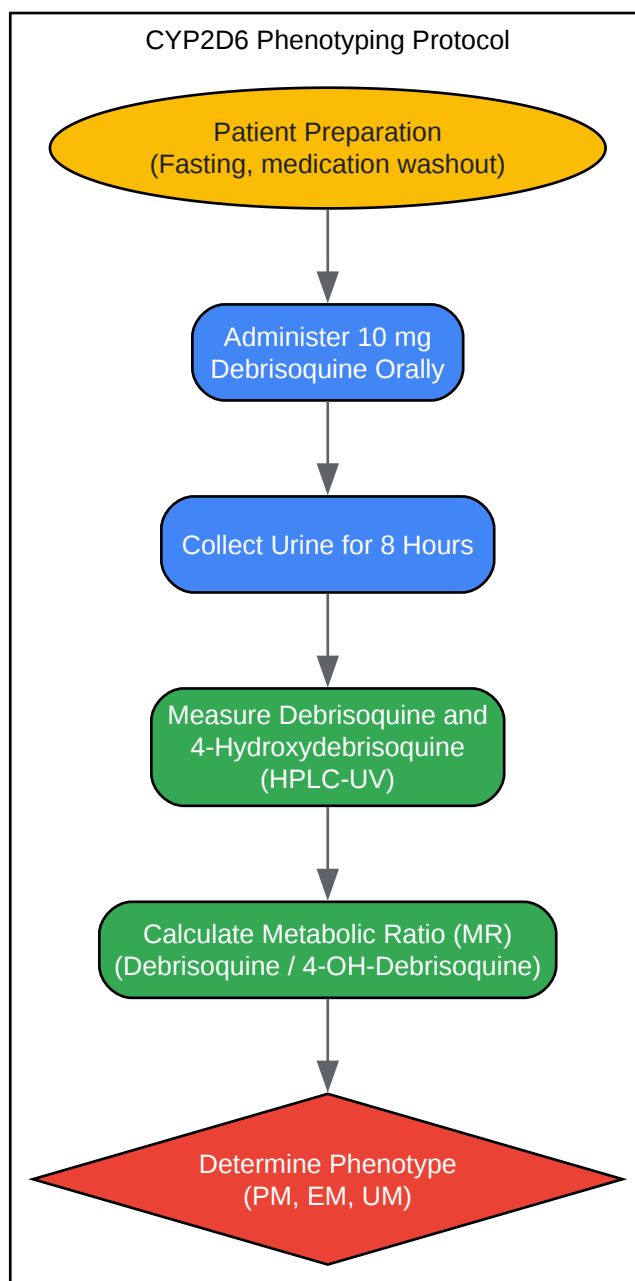 CYP2D6 Phenotyping Protocol
Patient Preparation
(Fasting, medication washout)
Administer 10 mg
Debrisoquine Orally
Collect Urine for 8 Hours
Measure Debrisoquine and
4-Hydroxydebrisoquine
(HPLC-UV)
Calculate Metabolic Ratio (MR)
(Debrisoquine / 4-OH-Debrisoquine)
Determine Phenotype
(PM, EM, UM)